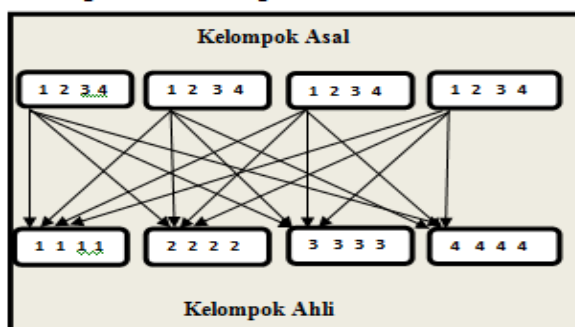 Kelompok Asal
1 2 3 4 1 2 3 4 1 2 3 4 1 2 3 4
1 1 1 1 2 2 2 2 3 3 3 3 4 4 4 4
Kelompok Ahli